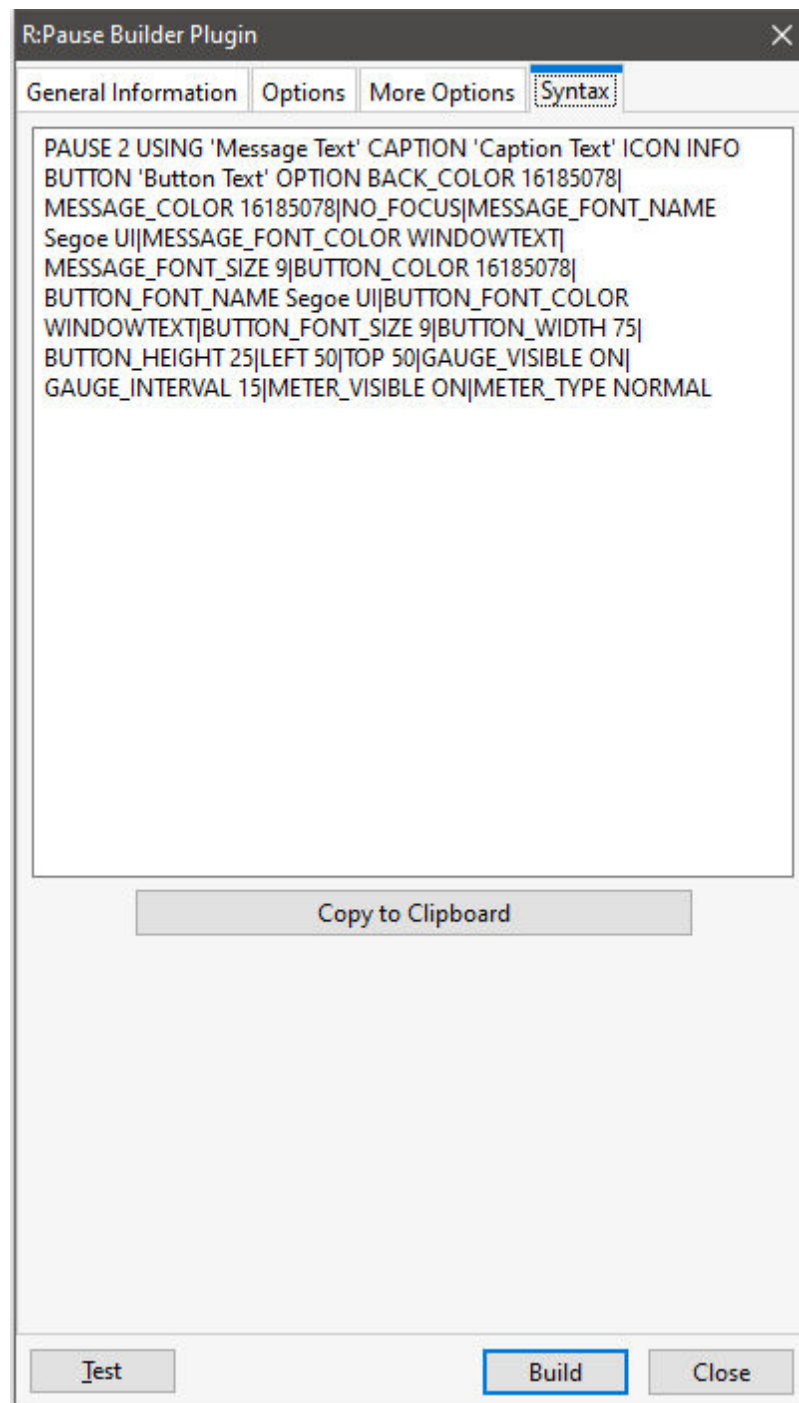 R:Pause Builder Plugin
General Information Options More Options Syntax
PAUSE 2 USING 'Message Text' CAPTION 'Caption Text' ICON INFO
BUTTON 'Button Text' OPTION BACK_COLOR 16185078|
MESSAGE_COLOR 16185078|NO_FOCUS|MESSAGE_FONT_NAME
Segoe UI|MESSAGE_FONT_COLOR WINDOWTEXT|
MESSAGE_FONT_SIZE 9|BUTTON_COLOR 16185078|
BUTTON_FONT_NAME Segoe UI|BUTTON_FONT_COLOR
WINDOWTEXT|BUTTON_FONT_SIZE 9|BUTTON_WIDTH 75|
BUTTON_HEIGHT 25|LEFT 50|TOP 50|GAUGE_VISIBLE ON|
GAUGE_INTERVAL 15|METER_VISIBLE ON|METER_TYPE NORMAL
Copy to Clipboard
Test Build Close